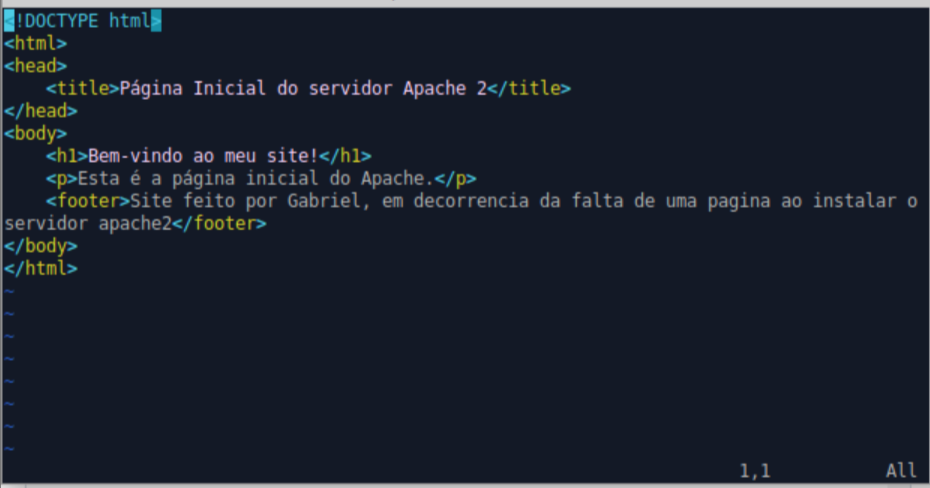 <!DOCTYPE html>
<html>
<head>
    <title>Página Inicial do servidor Apache 2</title>
</head>
<body>
    <h1>Bem-vindo ao meu site!</h1>
    <p>Esta é a página inicial do Apache.</p>
    <footer>Site feito por Gabriel, em decorrencia da falta de uma pagina ao instalar o
servidor apache2</footer>
</body>
</html>
~
~
~
~
~
~
~
~
1,1 All